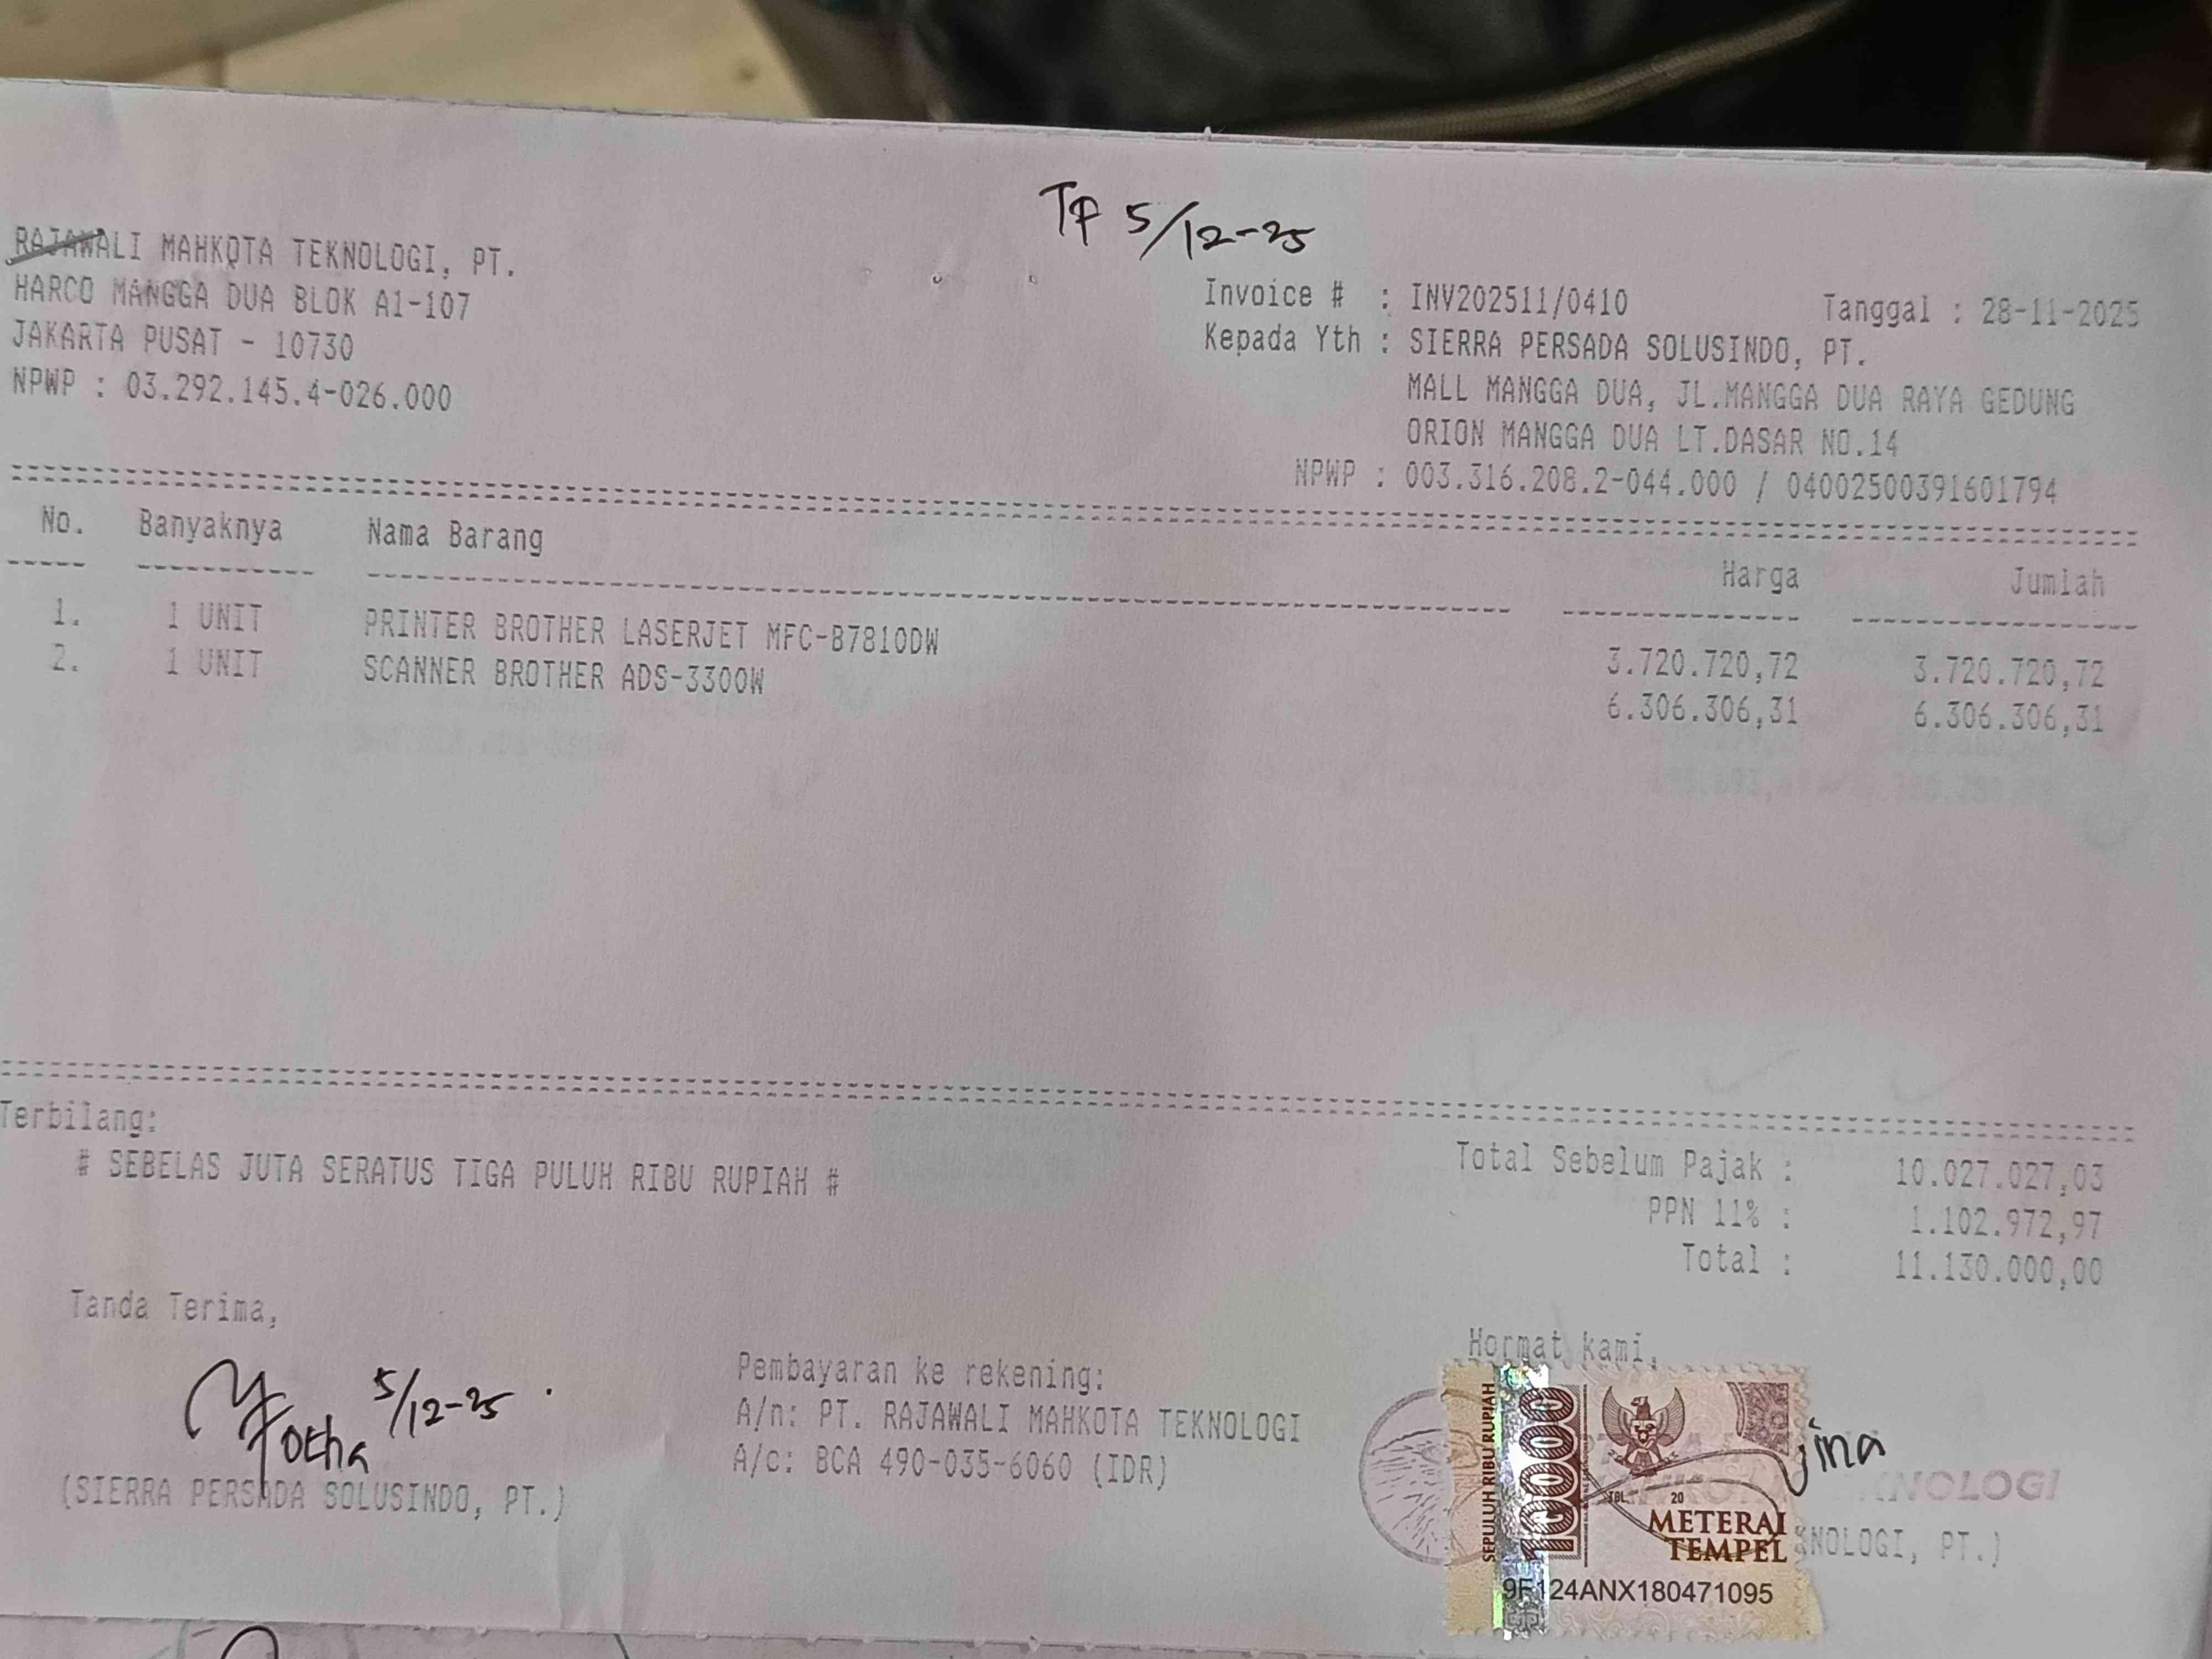 TF 5/12-25
RAJAWALI MAHKOTA TEKNOLOGI, PT.
HARCO MANGGA DUA BLOK A1-107
JAKARTA PUSAT - 10730
NPWP : 03.292.145.4-026.000
Invoice # : INV202511/0410 Tanggal : 28-11-2025
Kepada Yth : SIERRA PERSADA SOLUSINDO, PT.
MALL MANGGA DUA, JL.MANGGA DUA RAYA GEDUNG
ORION MANGGA DUA LT.DASAR NO.14
NPWP : 003.316.208.2-044.000 / 04002500391601794
No. Banyaknya Nama Barang Harga Jumlah
1. 1 UNIT PRINTER BROTHER LASERJET MFC-B7810DW 3.720.720,72 3.720.720,72
2. 1 UNIT SCANNER BROTHER ADS-3300W 6.306.306,31 6.306.306,31
Terbilang:
# SEBELAS JUTA SERATUS TIGA PULUH RIBU RUPIAH #
Total Sebelum Pajak : 10.027.027,03
PPN 11% : 1.102.972,97
Total : 11.130.000,00
Tanda Terima,
5/12-25
(SIERRA PERSADA SOLUSINDO, PT.)
Pembayaran ke rekening:
A/n: PT. RAJAWALI MAHKOTA TEKNOLOGI
A/c: BCA 490-035-6060 (IDR)
Hormat kami,
SEPULUH RIBU RUPIAH
10000
TGL. 20
METERAI
TEMPEL
9F124ANX180471095
KNOLOGI
KNOLOGI, PT.)